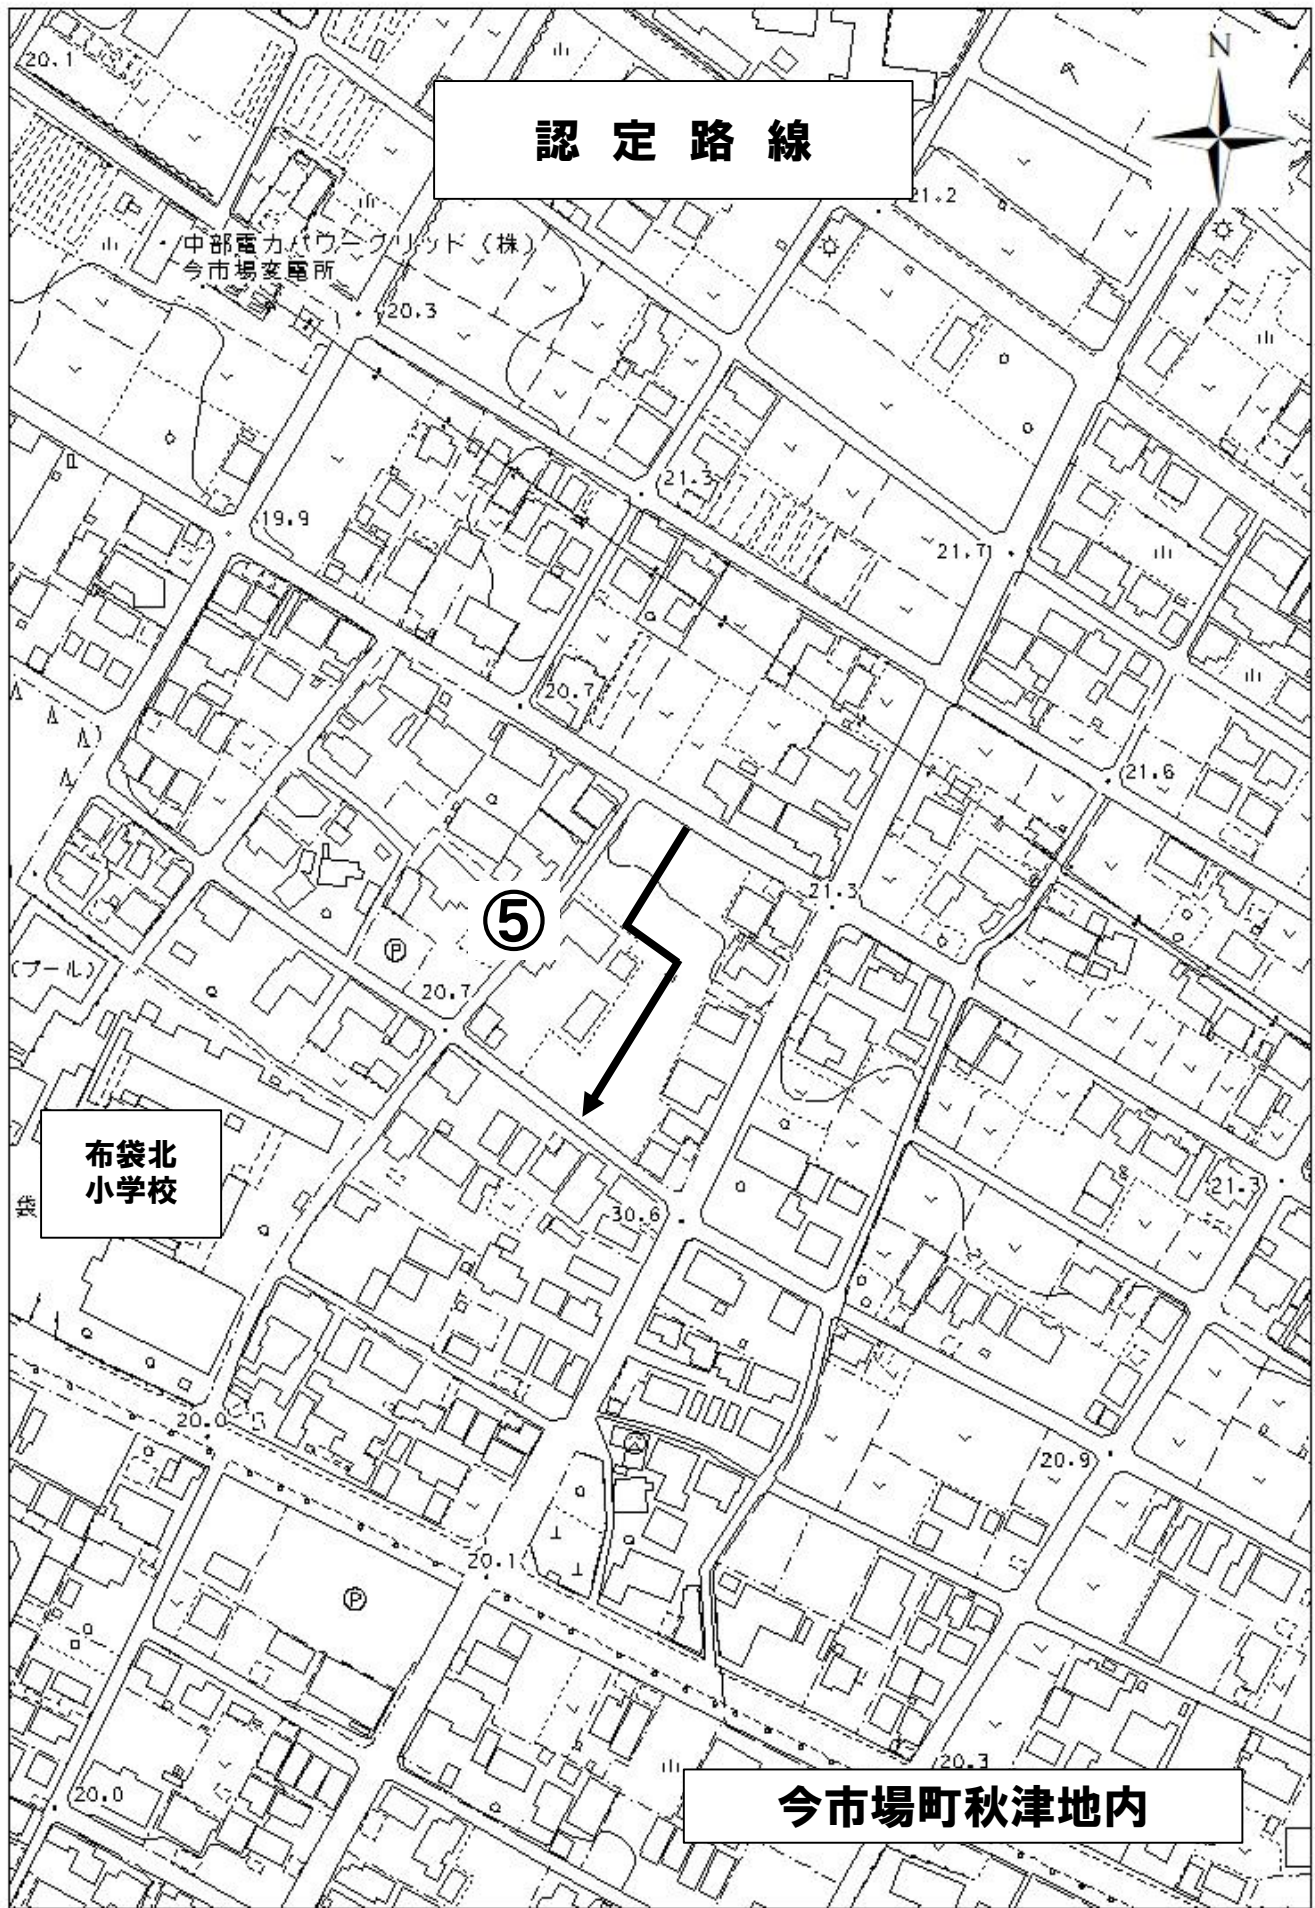 20.1
N
認定路線
21.2
中部電力パワーグリッド（株）
今市場変電所
20.3
21.3
19.9
21.7
20.7
21.6
21.3
⑤
P
(プール)
20.7
布袋北
小学校
袋
21.3
30.6
20.0
20.9
20.1
P
20.3
今市場町秋津地内
20.0